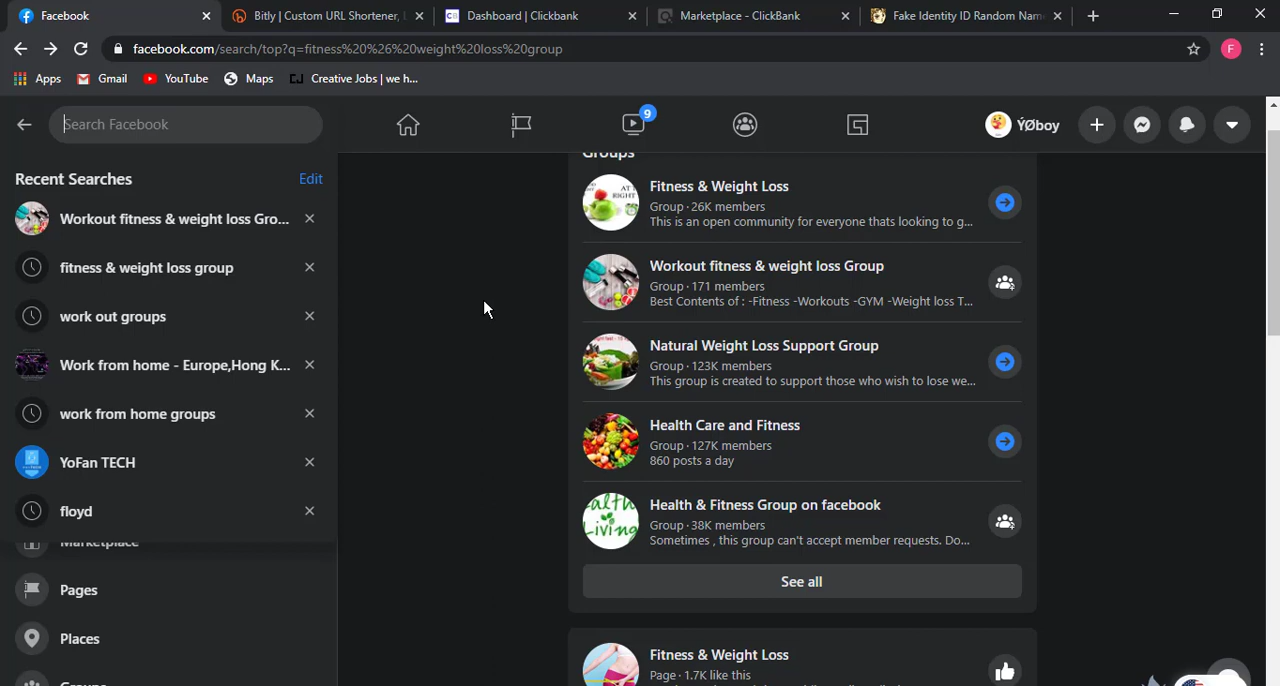 Facebook
Bitly | Custom URL Shortener,
Dashboard | Clickbank
Marketplace - ClickBank
Fake Identity ID Random Nam
facebook.com/search/top?q=fitness%20%26%20weight%20loss%20group
F
Apps
Gmail
YouTube
Maps
Creative Jobs | we h...
Search Facebook
9
ÝØboy
Recent Searches
Edit
Workout fitness & weight loss Gro...
fitness & weight loss group
work out groups
Work from home - Europe,Hong K...
work from home groups
YoFan TECH
floyd
Marketplace
Pages
Places
Groups
Groups
Fitness & Weight Loss
Group · 26K members
This is an open community for everyone thats looking to g...
Workout fitness & weight loss Group
Group · 171 members
Best Contents of : -Fitness -Workouts -GYM -Weight loss T...
Natural Weight Loss Support Group
Group · 123K members
This group is created to support those who wish to lose we...
Health Care and Fitness
Group · 127K members
860 posts a day
Health & Fitness Group on facebook
Group · 38K members
Sometimes , this group can't accept member requests. Do...
See all
Fitness & Weight Loss
Page · 1.7K like this